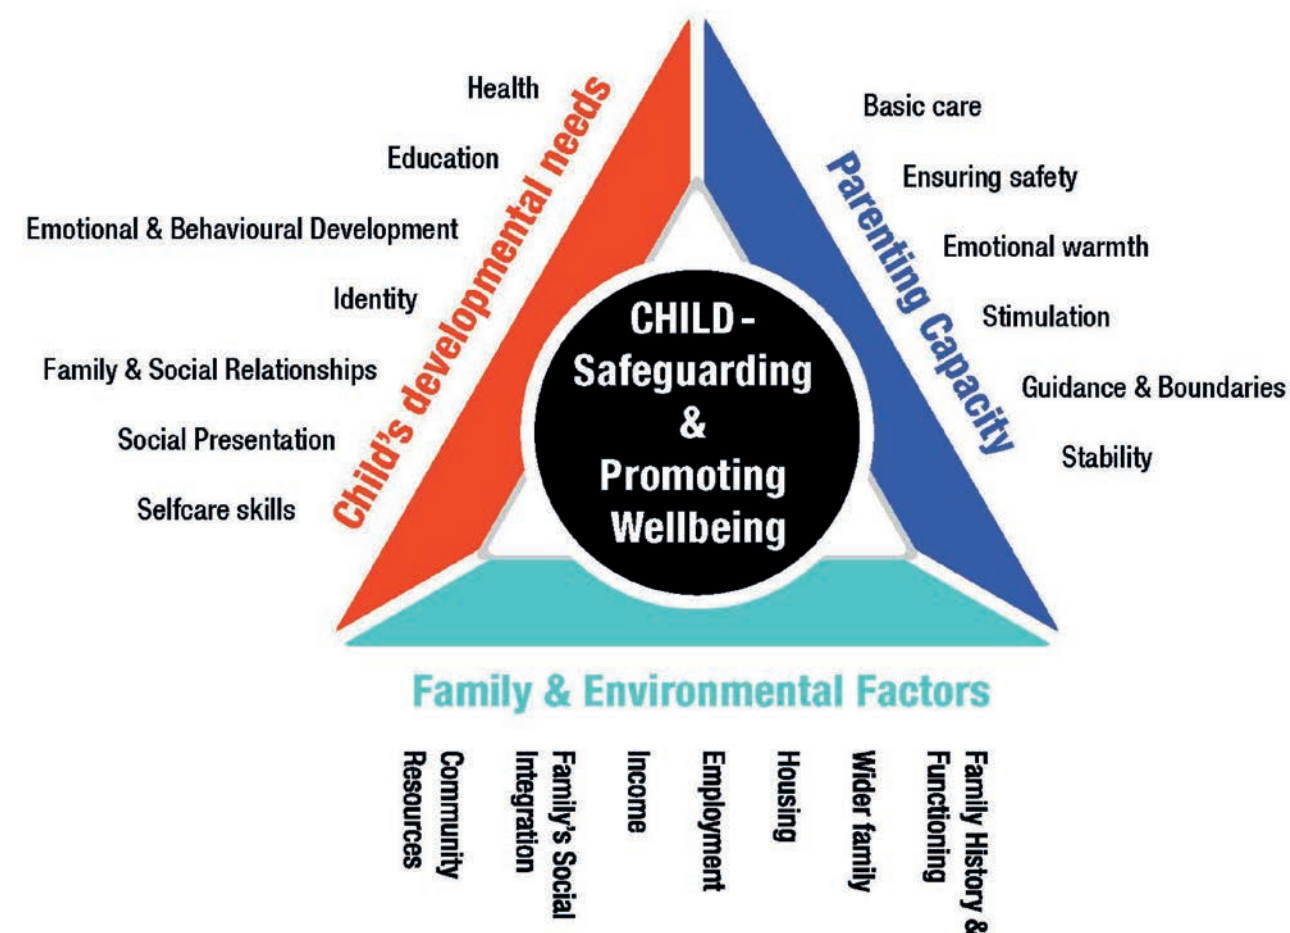 Health
Education
Emotional & Behavioural Development
Identity
Family & Social Relationships
Social Presentation
Selfcare skills
Child's developmental needs
Basic care
Ensuring safety
Emotional warmth
Stimulation
Guidance & Boundaries
Stability
Parenting Capacity
CHILD -
Safeguarding
&
Promoting
Wellbeing
Family & Environmental Factors
Community
Resources
Family's Social
Integration
Income
Employment
Housing
Wider family
Family History &
Functioning